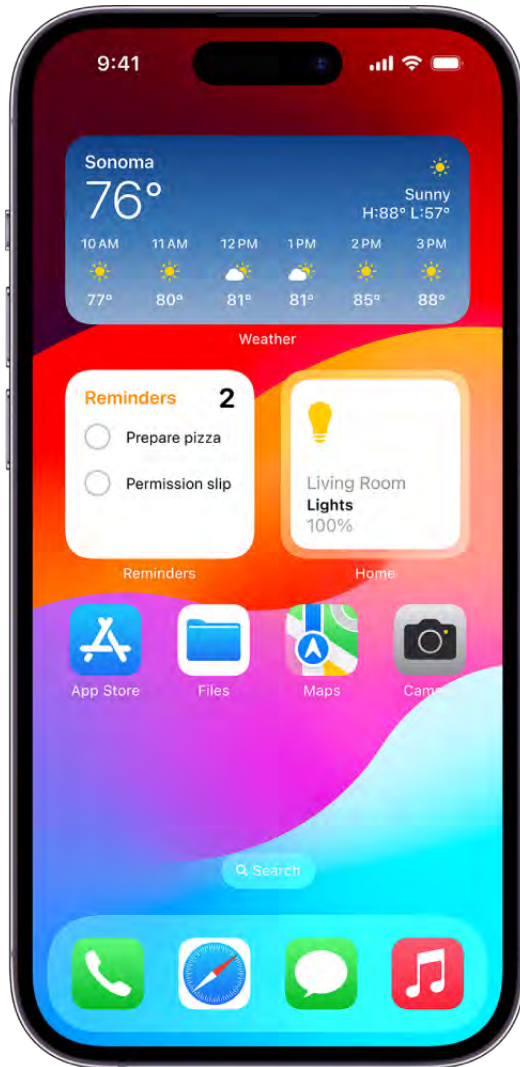 9:41
Sonoma
76°
Sunny
H:88° L:57°
10 AM 11 AM 12 PM 1 PM 2 PM 3 PM
77° 80° 81° 81° 85° 88°
Weather
Reminders 2
Prepare pizza
Permission slip
Living Room
Lights
100%
Reminders Home
App Store Files Maps
Search